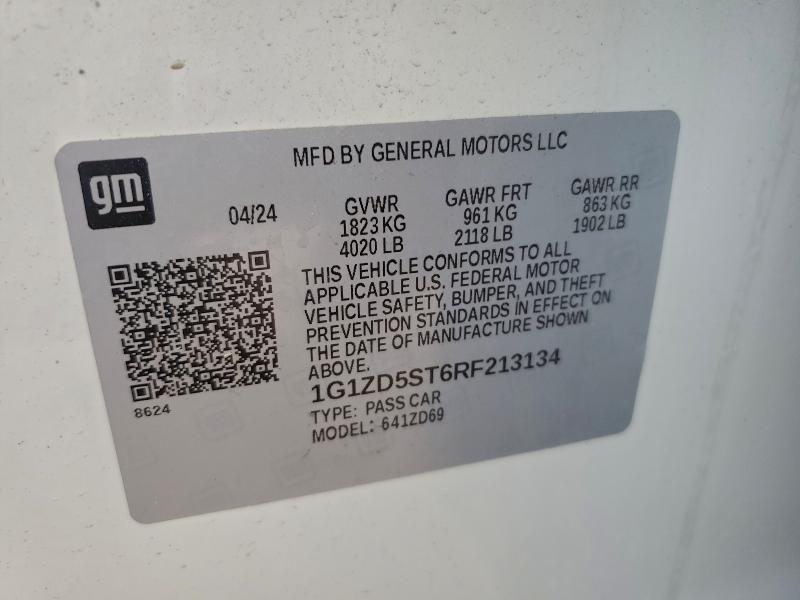 MFD BY GENERAL MOTORS LLC
gm
04/24
GVWR GAWR FRT GAWR RR
1823 KG 961 KG 863 KG
4020 LB 2118 LB 1902 LB
THIS VEHICLE CONFORMS TO ALL
APPLICABLE U.S. FEDERAL MOTOR
VEHICLE SAFETY, BUMPER, AND THEFT
PREVENTION STANDARDS IN EFFECT ON
THE DATE OF MANUFACTURE SHOWN
ABOVE.
1G1ZD5ST6RF213134
8624
TYPE: PASS CAR
MODEL: 641ZD69